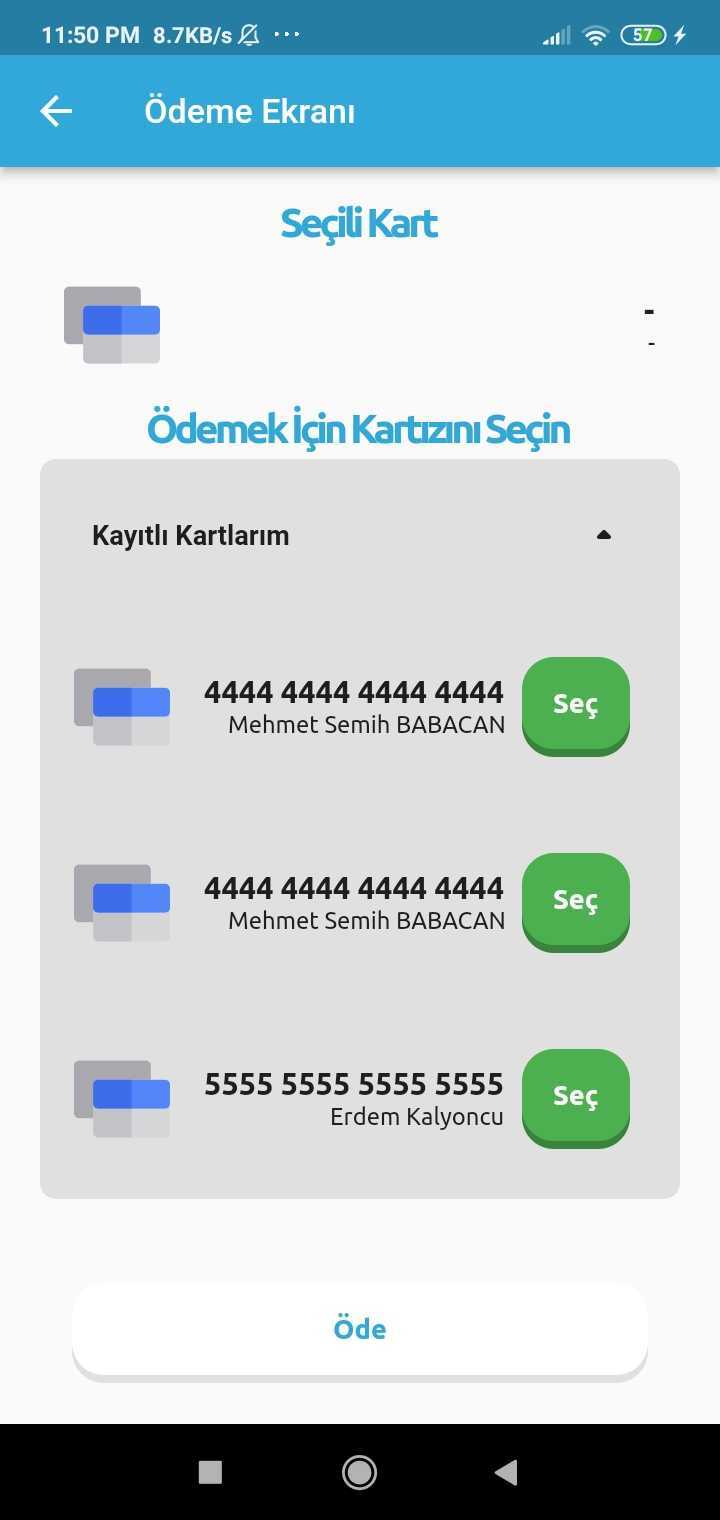 11:50 PM 8.7KB/s ... 57
Ödeme Ekranı
Seçili Kart
-
-
Ödemek İçin Kartızını Seçin
Kayıtlı Kartlarım
4444 4444 4444 4444
Mehmet Semih BABACAN
Seç
4444 4444 4444 4444
Mehmet Semih BABACAN
Seç
5555 5555 5555 5555
Erdem Kalyoncu
Seç
Öde